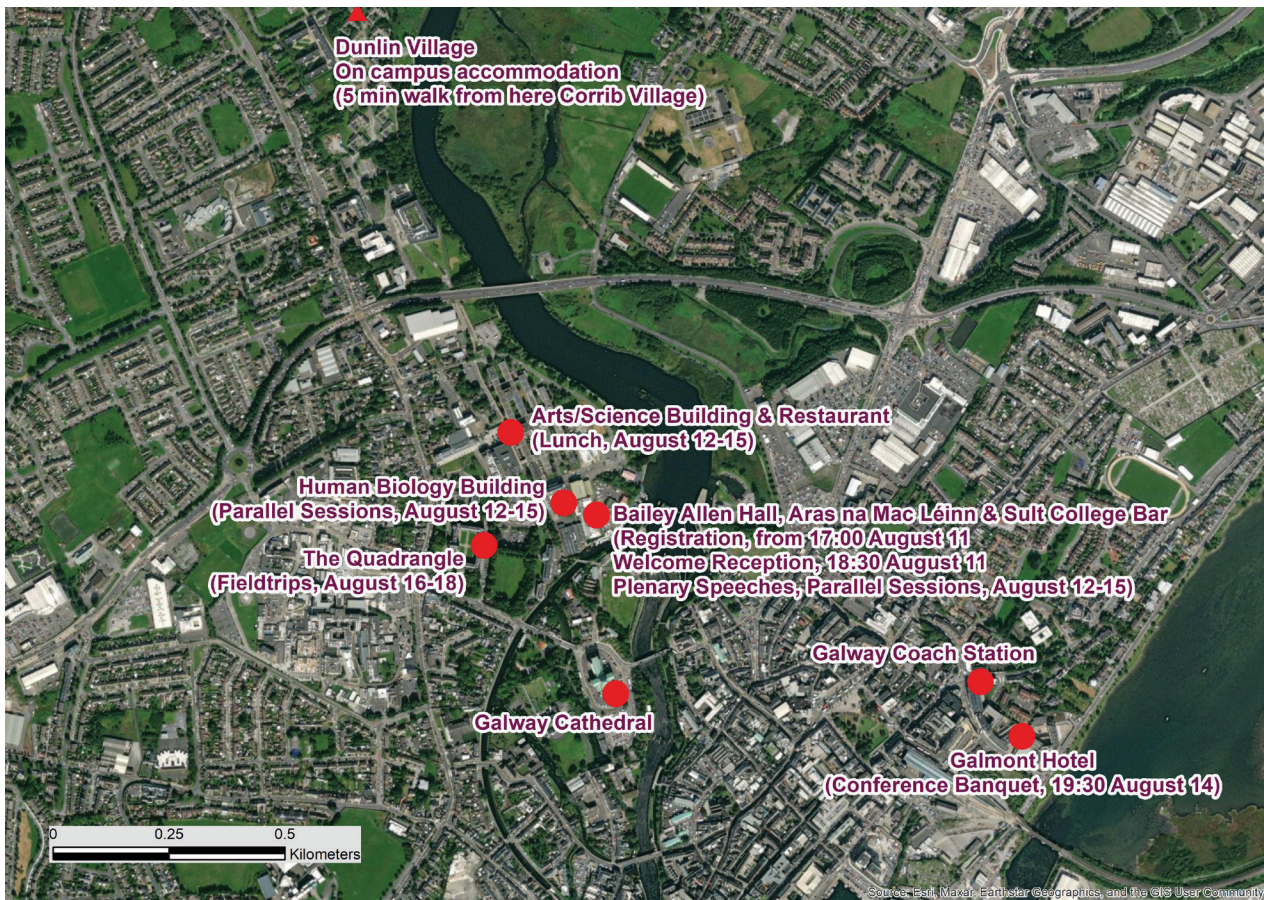 Dunlin Village
On campus accommodation
(5 min walk from here Corrib Village)
Arts/Science Building & Restaurant
(Lunch, August 12-15)
Human Biology Building
(Parallel Sessions, August 12-15)
Bailey Allen Hall, Aras na Mac Léinn & Sult College Bar
(Registration, from 17:00 August 11
Welcome Reception, 18:30 August 11
Plenary Speeches, Parallel Sessions, August 12-15)
The Quadrangle
(Fieldtrips, August 16-18)
Galway Coach Station
Galway Cathedral
Galmont Hotel
(Conference Banquet, 19:30 August 14)
0 0.25 0.5
Kilometers
Source: Esri, Maxar, Earthstar Geographics, and the GIS User Community